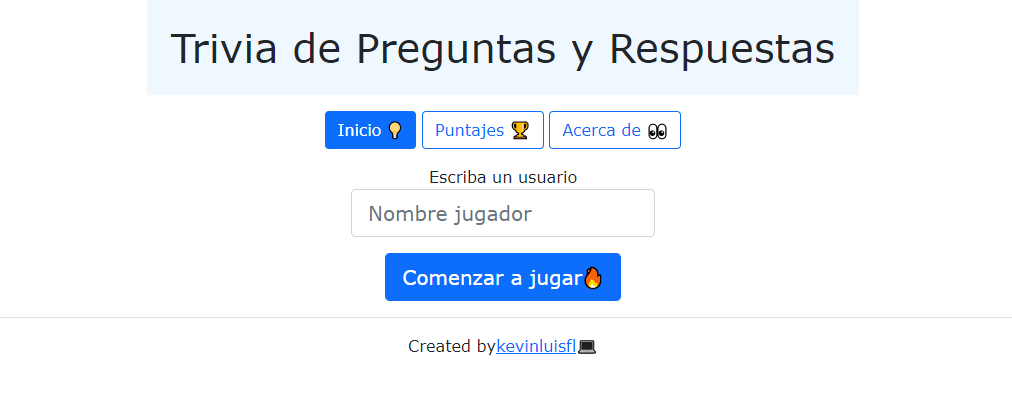 Trivia de Preguntas y Respuestas
Inicio 💡 Puntajes 🏆 Acerca de 👀
Escriba un usuario
Nombre jugador
Comenzar a jugar🔥
Created bykevinluisfl💻